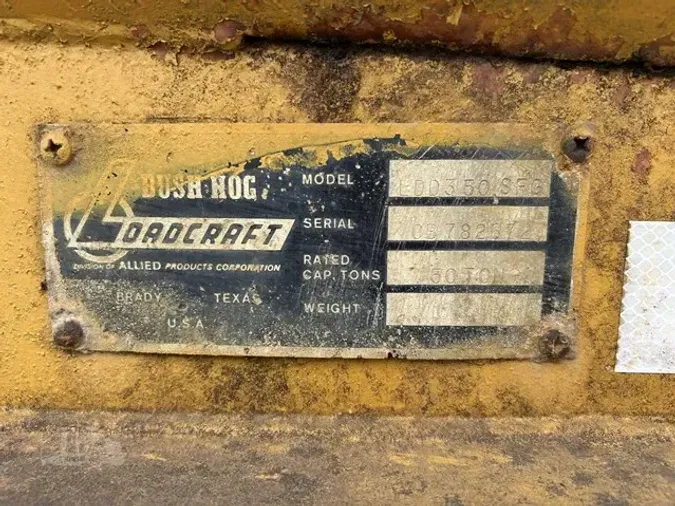 BUSH HOG
LOADCRAFT
DIVISION OF ALLIED PRODUCTS CORPORATION
BRADY TEXAS
U.S.A
MODEL
SERIAL
RATED
CAP. TONS 50 TON
WEIGHT